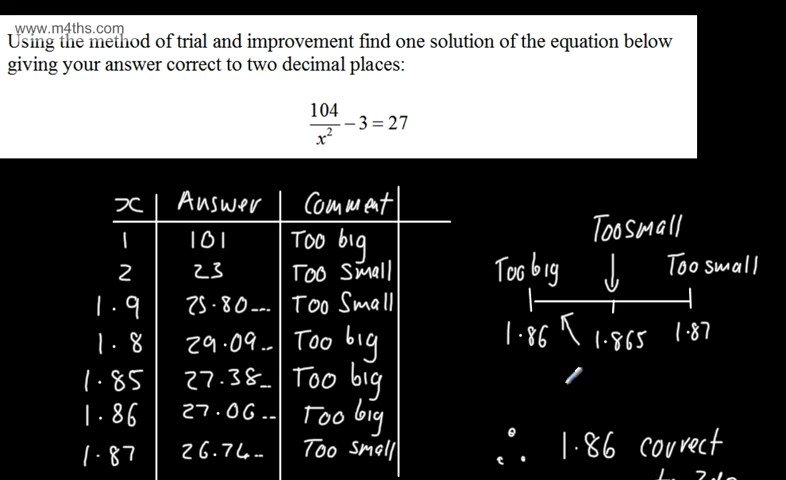 www.m4ths.com
Using the method of trial and improvement find one solution of the equation below
giving your answer correct to two decimal places:
104/x² − 3 = 27
x Answer Comment
1 101 Too big
2 23 Too Small
1.9 25.80... Too Small
1.8 29.09.. Too big
1.85 27.38.. Too big
1.86 27.06.. Too big
1.87 26.74.. Too small
Too small
Too big Too small
1.86 1.865 1.87
∴ 1.86 correct